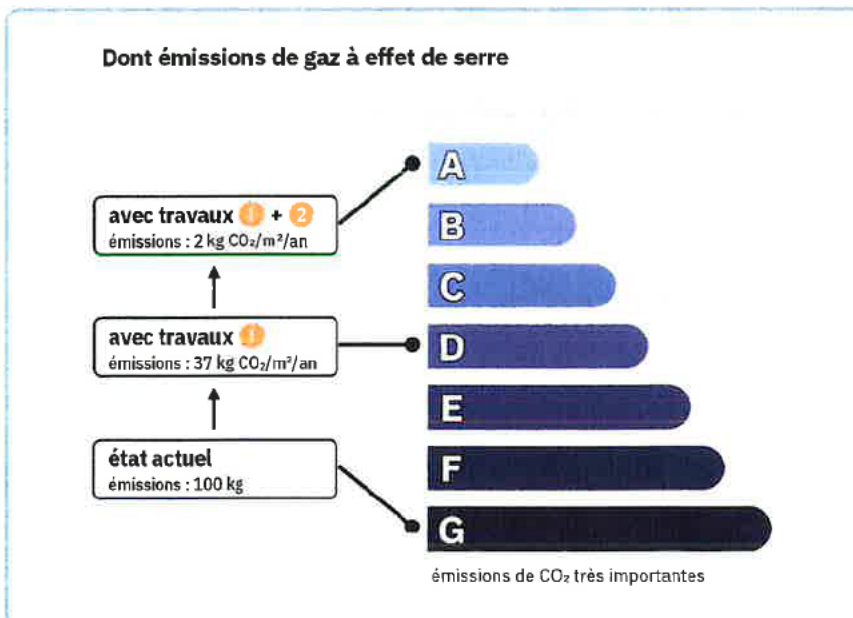 Dont émissions de gaz à effet de serre
A
avec travaux 1 + 2
émissions : 2 kg CO₂/m²/an
B
C
avec travaux 1
émissions : 37 kg CO₂/m²/an
D
E
état actuel
émissions : 100 kg
F
G
émissions de CO₂ très importantes